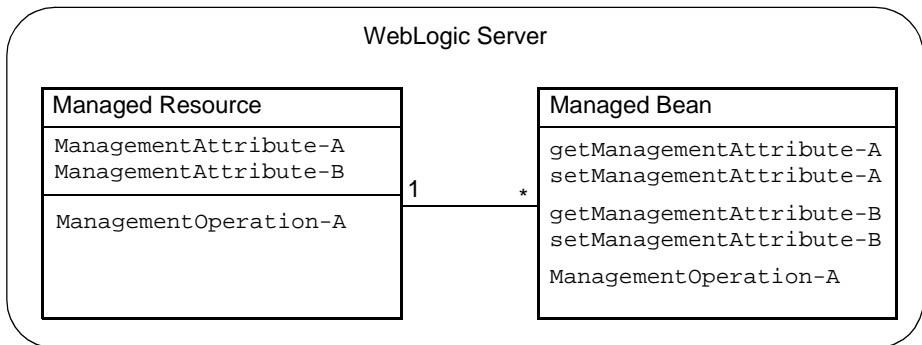 WebLogic Server
Managed Resource
ManagementAttribute-A
ManagementAttribute-B
ManagementOperation-A
1
*
Managed Bean
getManagementAttribute-A
setManagementAttribute-A
getManagementAttribute-B
setManagementAttribute-B
ManagementOperation-A